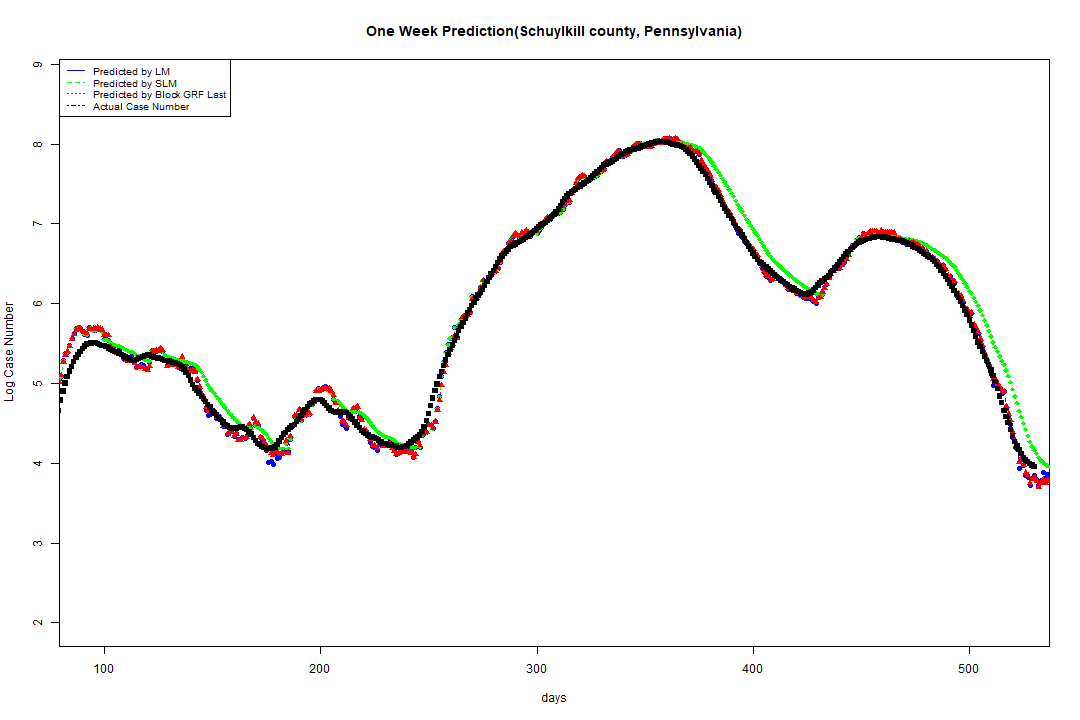 One Week Prediction(Schuylkill county, Pennsylvania)
Predicted by LM
Predicted by SLM
Predicted by Block GRF Last
Actual Case Number
9
8
7
6
5
4
3
2
Log Case Number
100 200 300 400 500
days